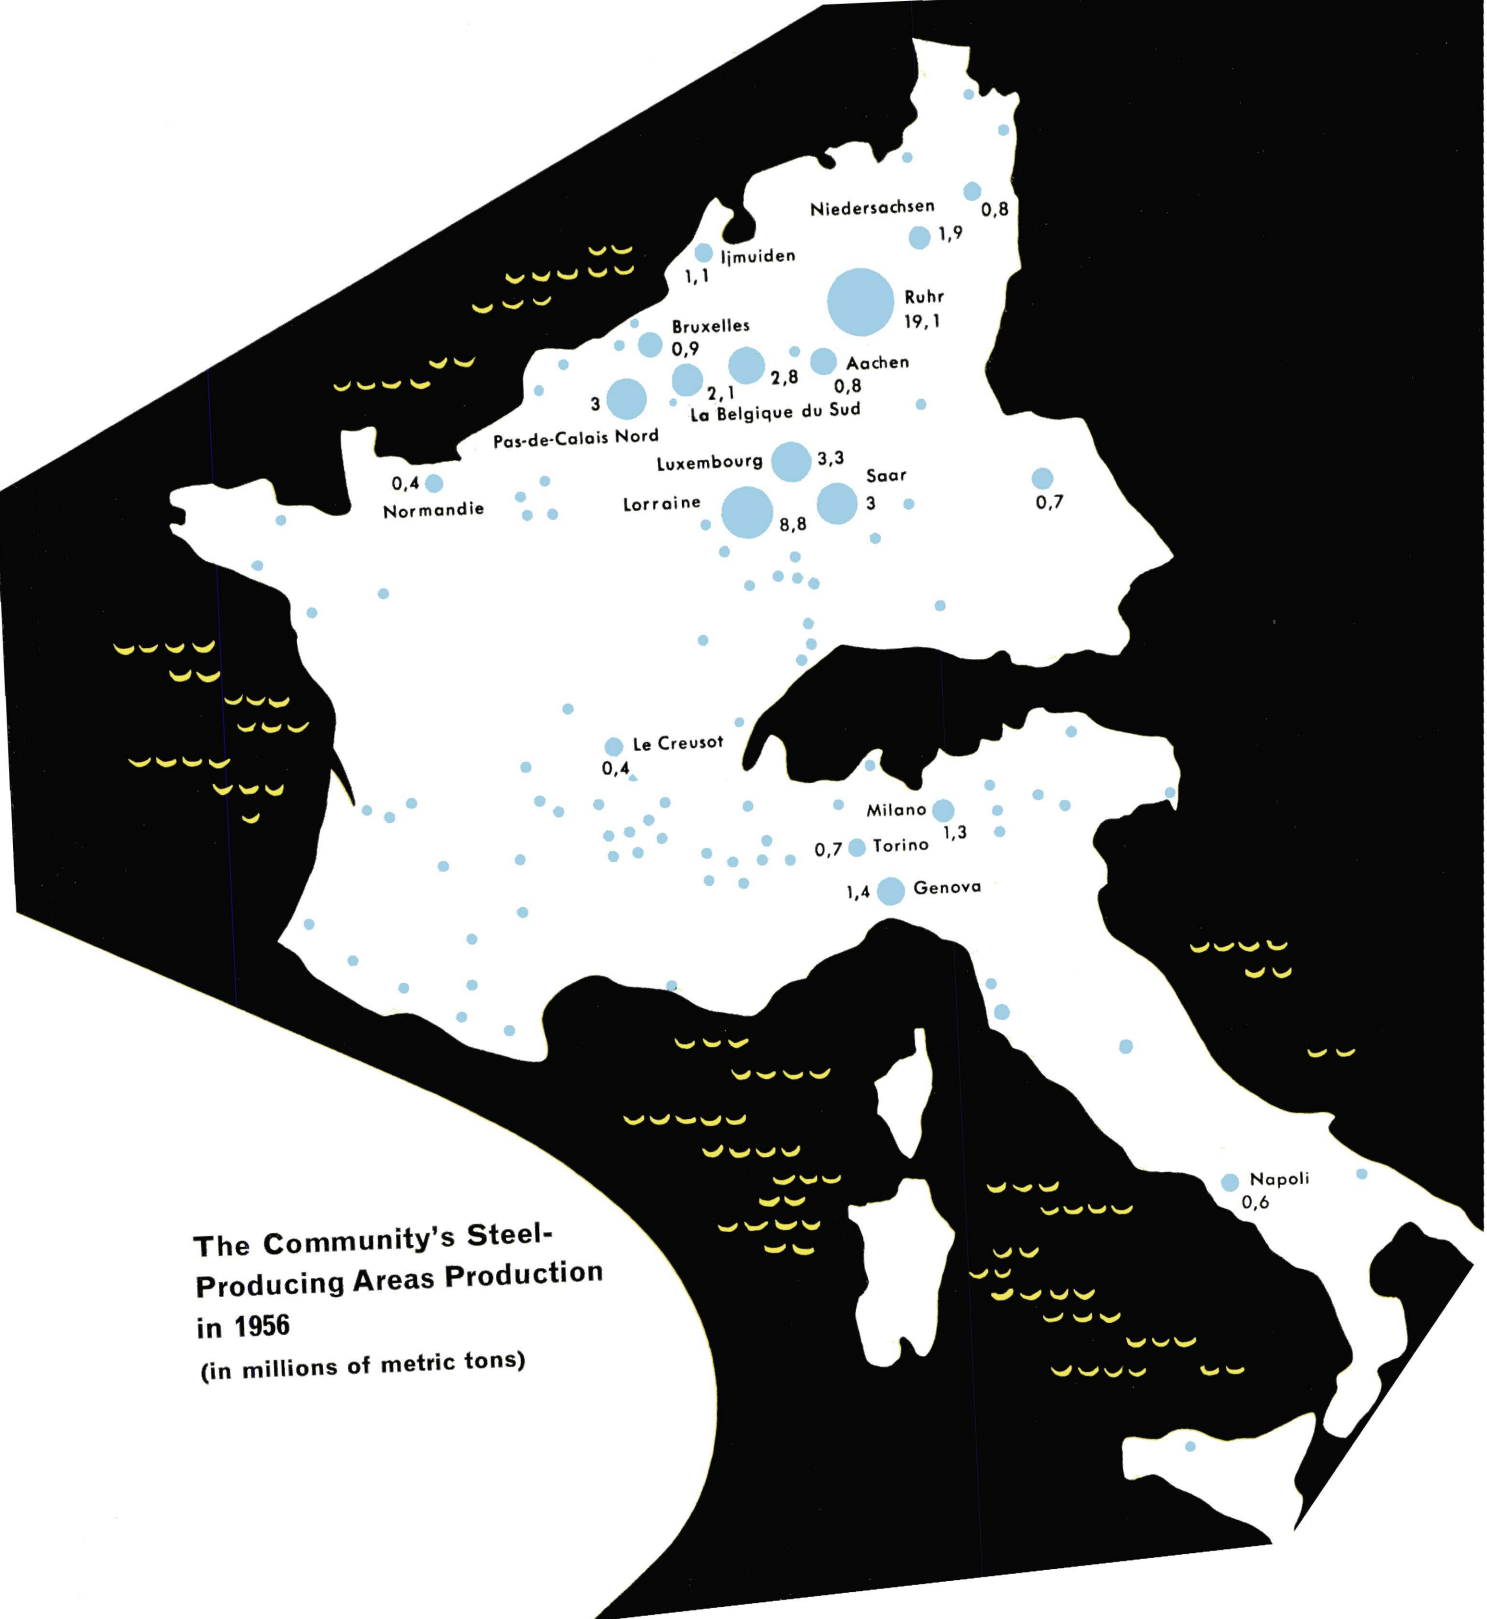 Niedersachsen
0,8
1,9
Ijmuiden
1,1
Ruhr
19,1
Bruxelles
0,9
Aachen
0,8
2,8
2,1
La Belgique du Sud
3
Pas-de-Calais Nord
Luxembourg
3,3
Saar
3
0,4
Normandie
Lorraine
8,8
0,7
Le Creusot
0,4
Milano
1,3
0,7
Torino
1,4
Genova
Napoli
0,6
The Community’s Steel-
Producing Areas Production
in 1956
(in millions of metric tons)